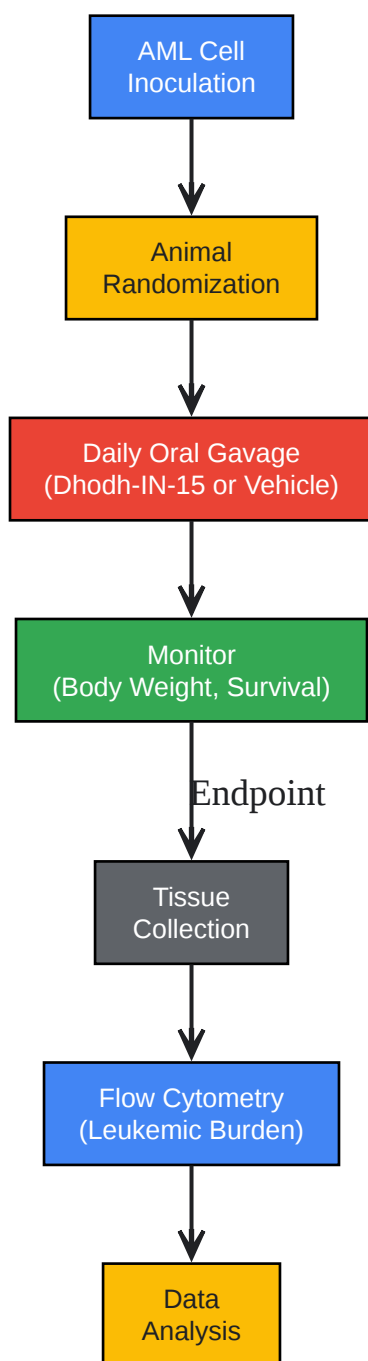 AML Cell
Inoculation
Animal
Randomization
Daily Oral Gavage
(Dhodh-IN-15 or Vehicle)
Monitor
(Body Weight, Survival)
Endpoint
Tissue
Collection
Flow Cytometry
(Leukemic Burden)
Data
Analysis